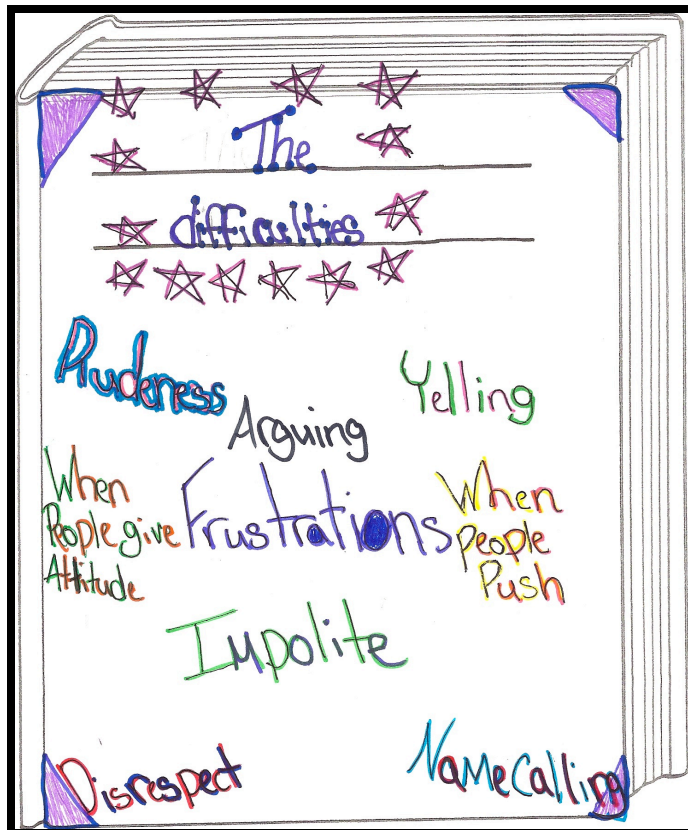 The
difficulties
Rudeness
Yelling
Arguing
When
People give
Attitude
Frustrations
When
People
Push
Impolite
Disrespect
Name Calling